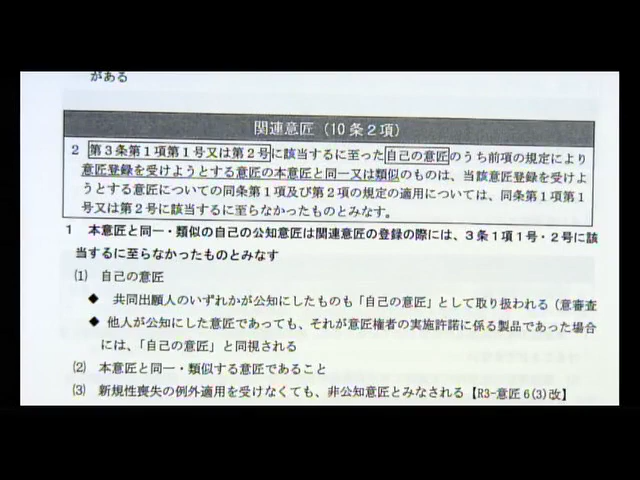 がある
関連意匠（10条2項）
2 第3条第1項第1号又は第2号に該当するに至った自己の意匠のうち前項の規定により
意匠登録を受けようとする意匠の本意匠と同一又は類似のものは、当該意匠登録を受けよ
うとする意匠についての同条第1項及び第2項の規定の適用については、同条第1項第1
号又は第2号に該当するに至らなかったものとみなす。
1 本意匠と同一・類似の自己の公知意匠は関連意匠の登録の際には、3条1項1号・2号に該
当するに至らなかったものとみなす
(1) 自己の意匠
◆ 共同出願人のいずれかが公知にしたものも「自己の意匠」として取り扱われる（意審査
◆ 他人が公知にした意匠であっても、それが意匠権者の実施許諾に係る製品であった場合
には、「自己の意匠」と同視される
(2) 本意匠と同一・類似する意匠であること
(3) 新規性喪失の例外適用を受けなくても、非公知意匠とみなされる【R3-意匠6(3)改】